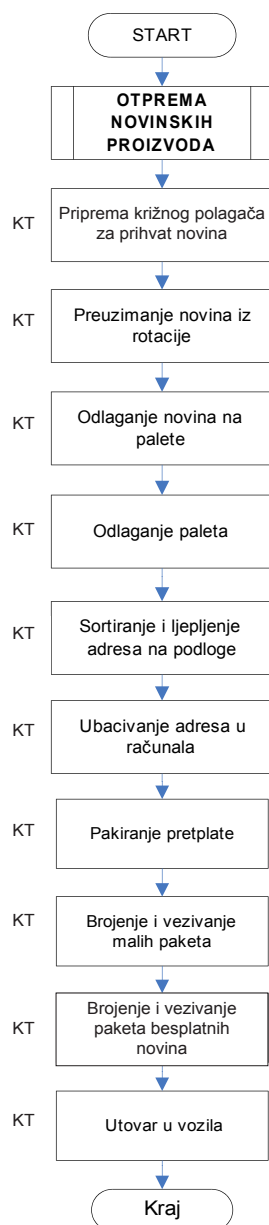 START
OTPREMA
NOVINSKIH
PROIZVODA
KT
Priprema križnog polagača
za prihvat novina
KT
Preuzimanje novina iz
rotacije
KT
Odlaganje novina na
palete
KT
Odlaganje paleta
KT
Sortiranje i ljepljenje
adresa na podloge
KT
Ubacivanje adresa u
računala
KT
Pakiranje pretplate
KT
Brojenje i vezivanje
malih paketa
KT
Brojenje i vezivanje
paketa besplatnih
novina
KT
Utovar u vozila
Kraj